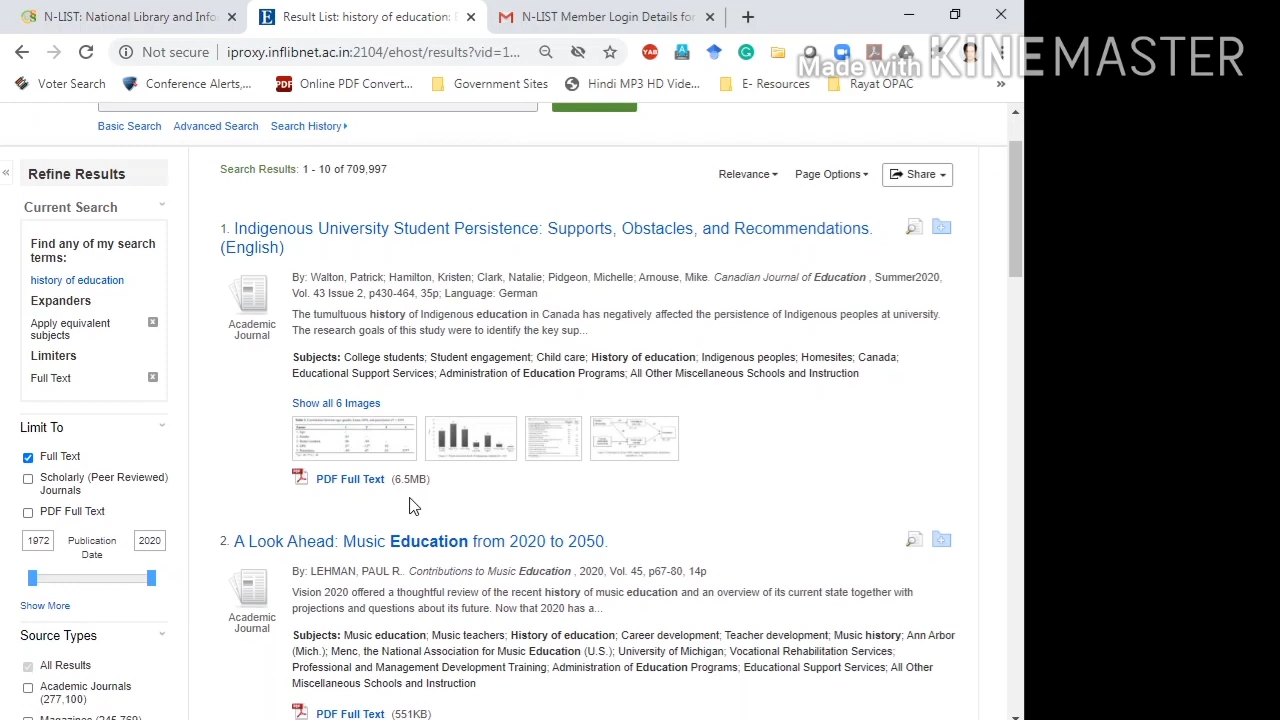 N-LIST: National Library and Info
Result List: history of education: E
N-LIST Member Login Details for
Not secure
iproxy.inflibnet.ac.in:2104/ehost/results?vid=1...
Made with KINEMASTER
Voter Search
Conference Alerts,...
Online PDF Convert...
Government Sites
Hindi MP3 HD Vide...
E- Resources
Rayat OPAC
»
Basic Search
Advanced Search
Search History
«
Refine Results
Current Search
Find any of my search
terms:
history of education
Expanders
Apply equivalent
subjects
Limiters
Full Text
Limit To
Full Text
Scholarly (Peer Reviewed)
Journals
PDF Full Text
1972
Publication
Date
2020
Show More
Source Types
All Results
Academic Journals
(277,100)
Search Results: 1 - 10 of 709,997
Relevance
Page Options
Share
1. Indigenous University Student Persistence: Supports, Obstacles, and Recommendations.
(English)
Academic
Journal
By: Walton, Patrick; Hamilton, Kristen; Clark, Natalie; Pidgeon, Michelle; Arnouse, Mike. Canadian Journal of Education , Summer2020,
Vol. 43 Issue 2, p430-464, 35p; Language: German
The tumultuous history of Indigenous education in Canada has negatively affected the persistence of Indigenous peoples at university.
The research goals of this study were to identify the key sup...
Subjects: College students; Student engagement; Child care; History of education; Indigenous peoples; Homesites; Canada;
Educational Support Services; Administration of Education Programs; All Other Miscellaneous Schools and Instruction
Show all 6 Images
PDF Full Text (6.5MB)
2. A Look Ahead: Music Education from 2020 to 2050.
Academic
Journal
By: LEHMAN, PAUL R.. Contributions to Music Education , 2020, Vol. 45, p67-80, 14p
Vision 2020 offered a thoughtful review of the recent history of music education and an overview of its current state together with
projections and questions about its future. Now that 2020 has a...
Subjects: Music education; Music teachers; History of education; Career development; Teacher development; Music history; Ann Arbor
(Mich.); Menc, the National Association for Music Education (U.S.); University of Michigan; Vocational Rehabilitation Services;
Professional and Management Development Training; Administration of Education Programs; Educational Support Services; All Other
Miscellaneous Schools and Instruction
PDF Full Text (551KB)